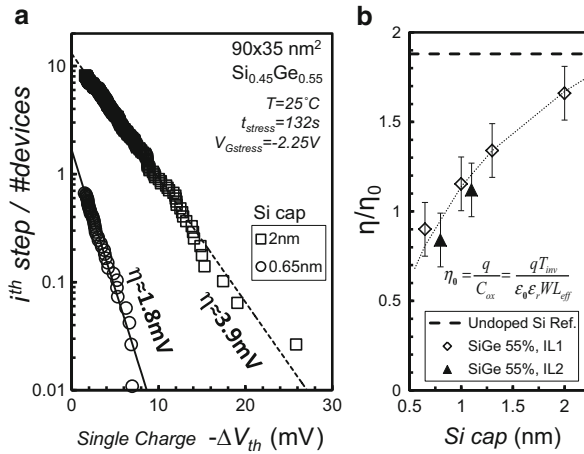 a
b
90x35 nm²
Si₀.₄₅Ge₀.₅₅
T=25°C
t_stress=132s
V_Gstress=-2.25V
Si cap
2nm
0.65nm
η≈1.8mV
η≈3.9mV
iᵗʰ step / #devices
10
1
0.1
0.01
0 10 20 30
Single Charge -ΔV_th (mV)
η/η₀
2
1.5
1
0.5
0
η₀ = q/C_ox = qT_inv/ε₀ε_rWL_eff
Undoped Si Ref.
SiGe 55%, IL1
SiGe 55%, IL2
0.5 1 1.5 2
Si cap (nm)